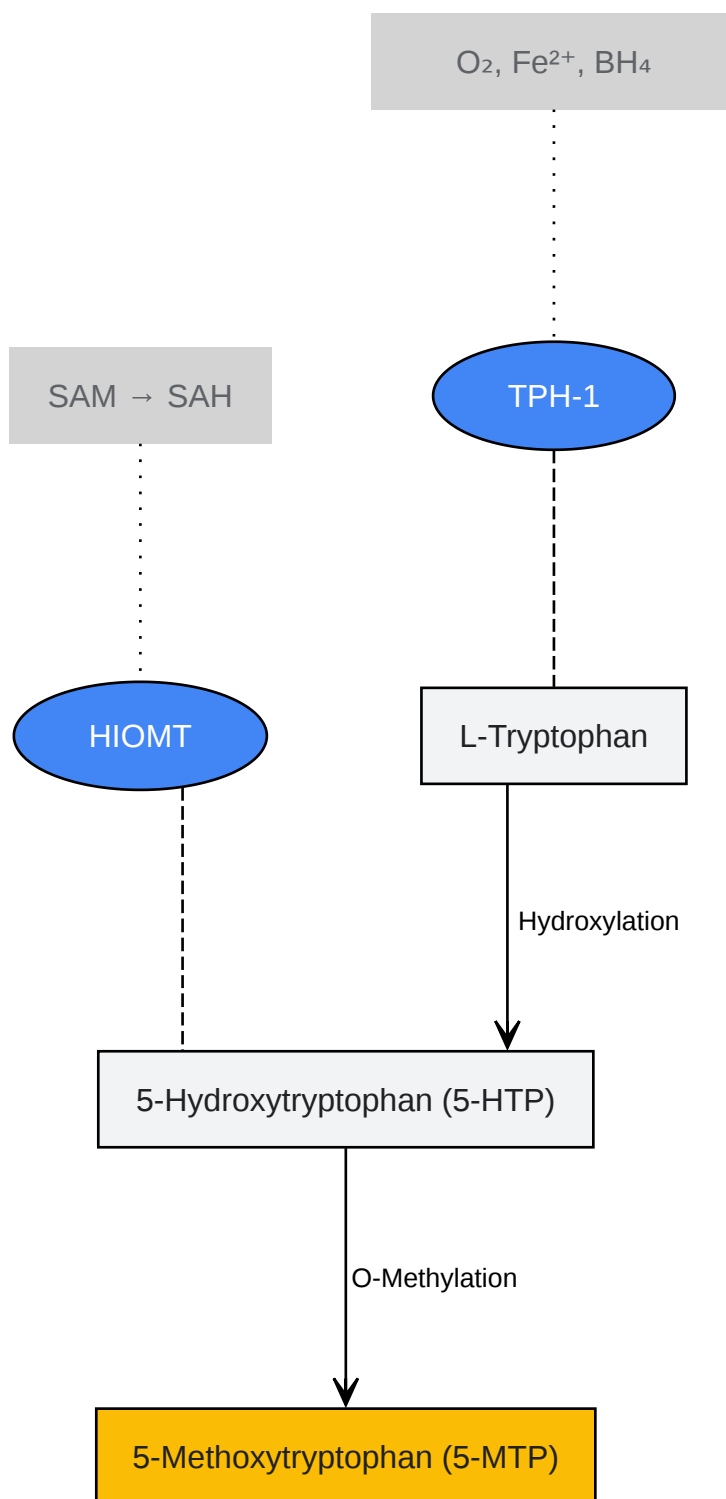 O₂, Fe²⁺, BH₄
SAM → SAH
TPH-1
HIOMT
L-Tryptophan
Hydroxylation
5-Hydroxytryptophan (5-HTP)
O-Methylation
5-Methoxytryptophan (5-MTP)